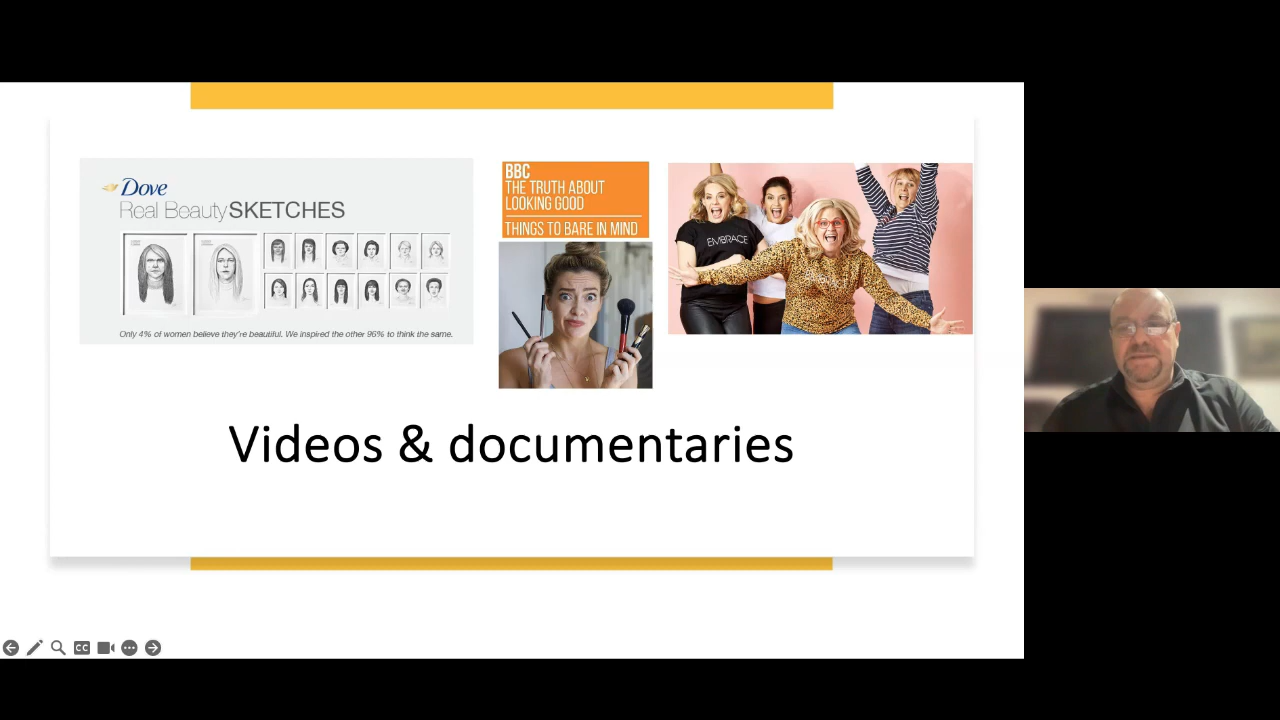 Dove
Real Beauty SKETCHES
Only 4% of women believe they're beautiful. We inspired the other 96% to think the same.
BBC
THE TRUTH ABOUT
LOOKING GOOD
THINGS TO BARE IN MIND
EMBRACE
Videos & documentaries
CC